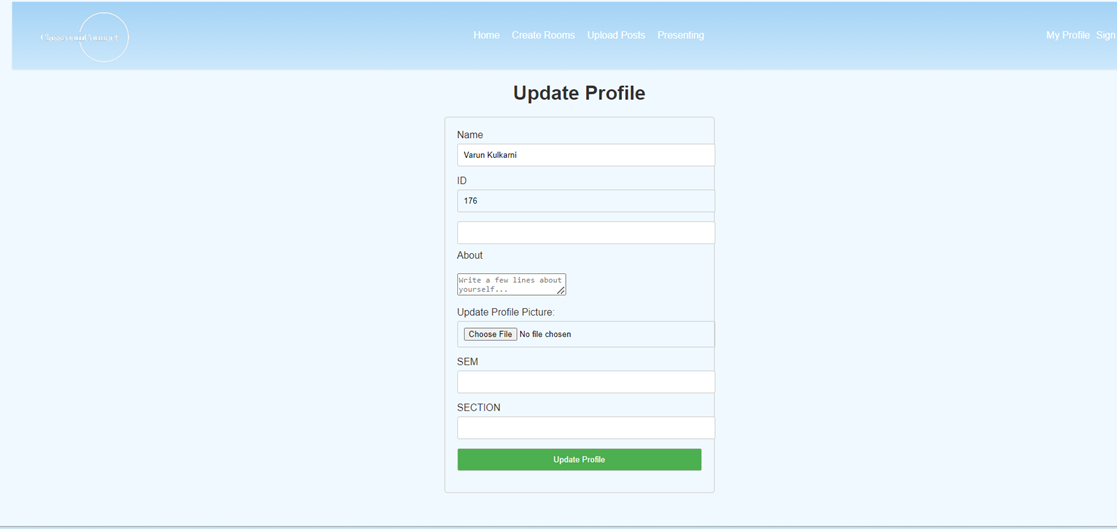 ClassroomConnect
Home Create Rooms Upload Posts Presenting
My Profile Sign
Update Profile
Name
Varun Kulkarni
ID
176
About
Write a few lines about
yourself...
Update Profile Picture:
Choose File No file chosen
SEM
SECTION
Update Profile